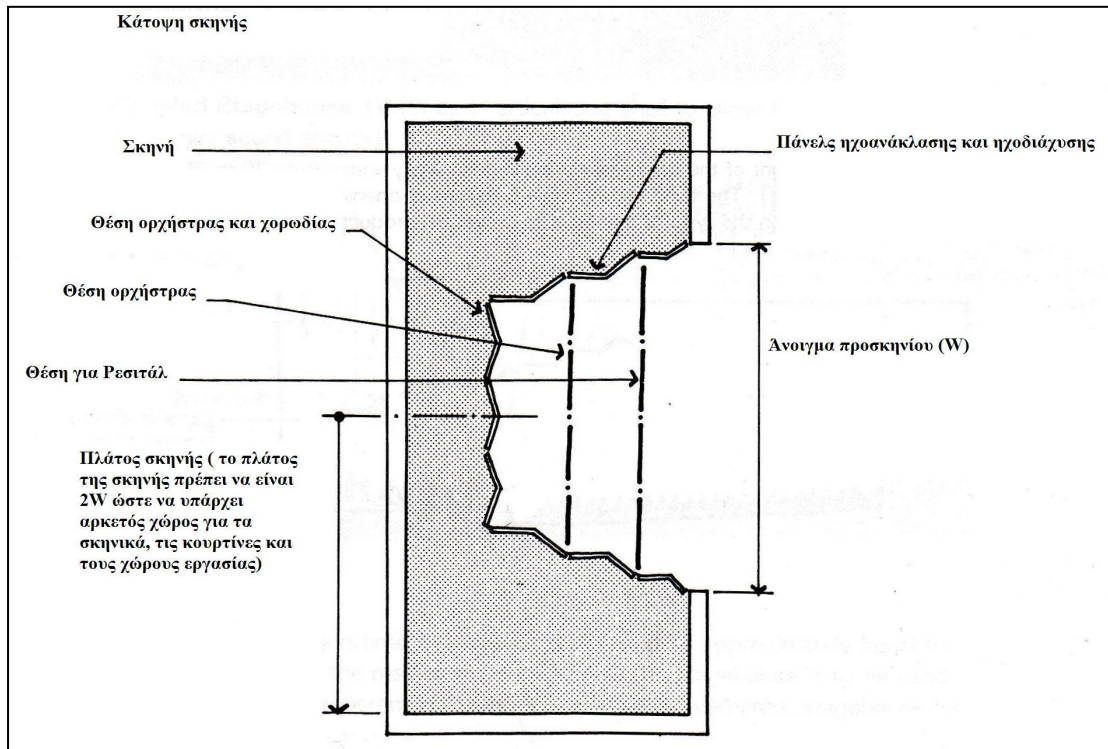 Κάτοψη σκηνής
Σκηνή
Πάνελς ηχοανάκλασης και ηχοδιάχυσης
Θέση ορχήστρας και χορωδίας
Θέση ορχήστρας
Άνοιγμα προσκηνίου (W)
Θέση για Ρεσιτάλ
Πλάτος σκηνής ( το πλάτος
της σκηνής πρέπει να είναι
2W ώστε να υπάρχει
αρκετός χώρος για τα
σκηνικά, τις κουρτίνες και
τους χώρους εργασίας)